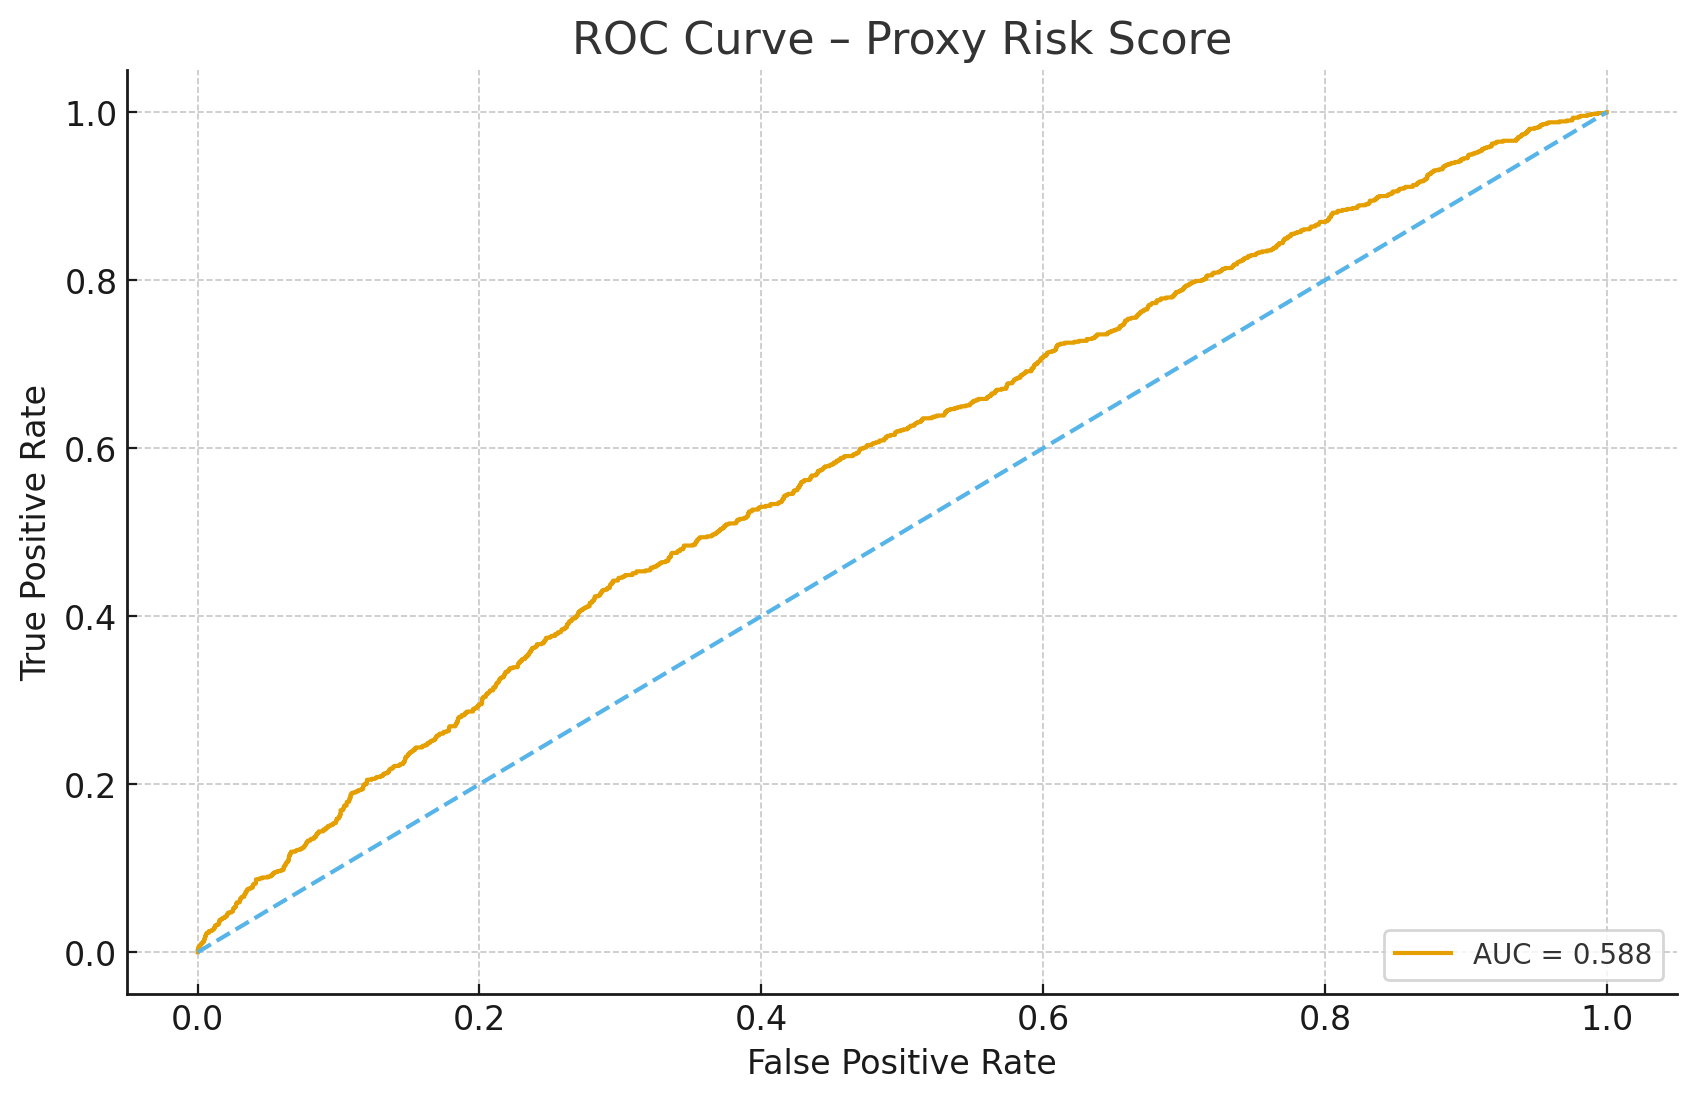 ROC Curve – Proxy Risk Score
True Positive Rate
1.0
0.8
0.6
0.4
0.2
0.0
AUC = 0.588
0.0 0.2 0.4 0.6 0.8 1.0
False Positive Rate